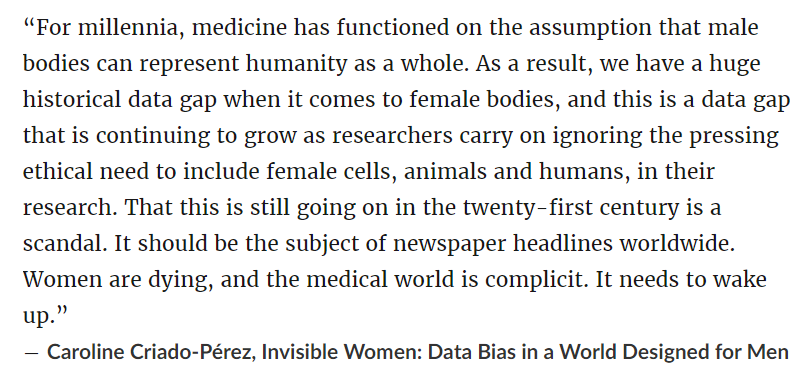 “For millennia, medicine has functioned on the assumption that male
bodies can represent humanity as a whole. As a result, we have a huge
historical data gap when it comes to female bodies, and this is a data gap
that is continuing to grow as researchers carry on ignoring the pressing
ethical need to include female cells, animals and humans, in their
research. That this is still going on in the twenty-first century is a
scandal. It should be the subject of newspaper headlines worldwide.
Women are dying, and the medical world is complicit. It needs to wake
up.”
― Caroline Criado-Pérez, Invisible Women: Data Bias in a World Designed for Men